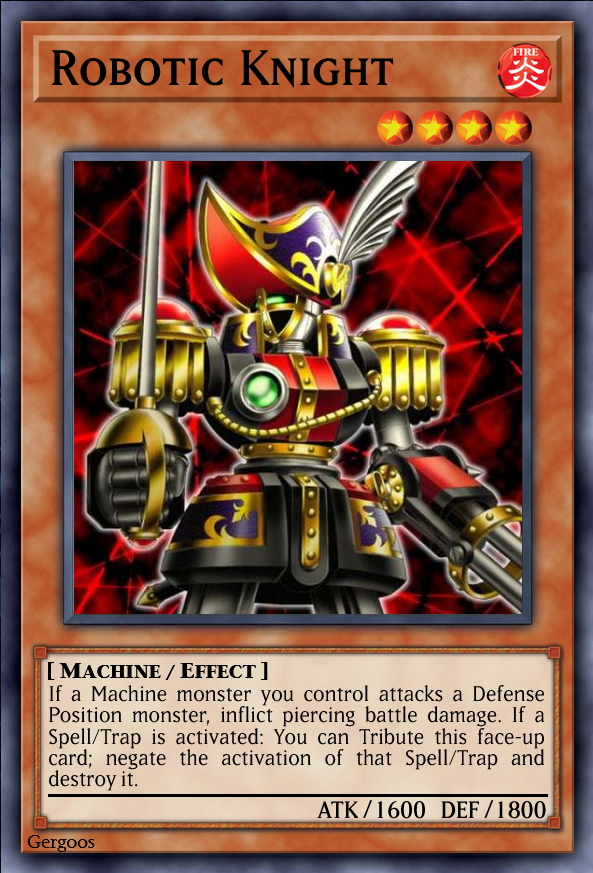 Robotic Knight
FIRE
炎
[ Machine / Effect ]
If a Machine monster you control attacks a Defense
Position monster, inflict piercing battle damage. If a
Spell/Trap is activated: You can Tribute this face-up
card; negate the activation of that Spell/Trap and
destroy it.
ATK / 1600 DEF / 1800
Gergoos